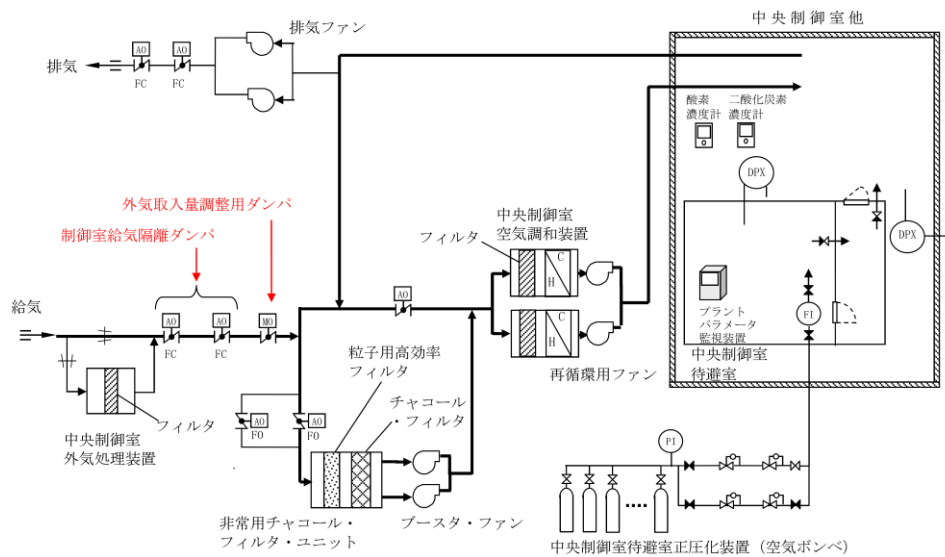 中央制御室他
排気ファン
AO
AO
排気
FC
FC
酸素
濃度計
二酸化炭素
濃度計
DPX
外気取入量調整用ダンパ
制御室給気隔離ダンパ
中央制御室
空気調和装置
フィルタ
C
H
DPX
給気
AO
AO
MO
FC
FC
AO
C
H
プラント
パラメータ
監視装置
FI
中央制御室
待避室
粒子用高効率
フィルタ
再循環用ファン
チャコール
・フィルタ
フィルタ
AO
FO
AO
FO
中央制御室
外気処理装置
PI
非常用チャコール・
フィルタ・ユニット
ブースタ・ファン
中央制御室待避室正圧化装置（空気ボンベ）